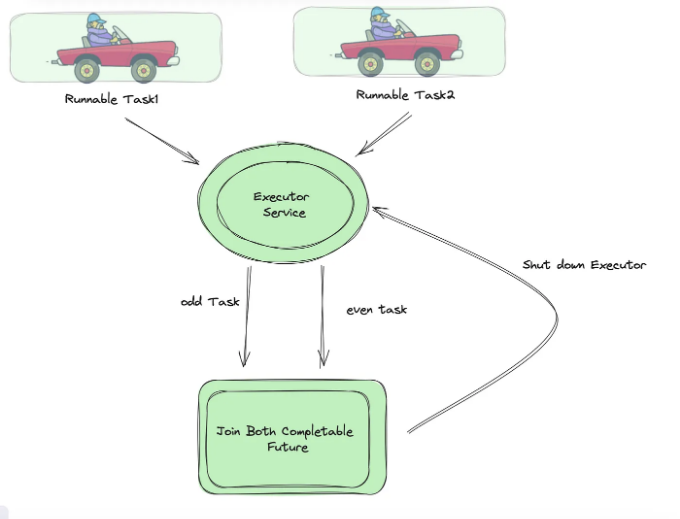 Runnable Task1
Runnable Task2
Executor
Service
Shut down Executor
odd Task
even task
Join Both Completable
Future